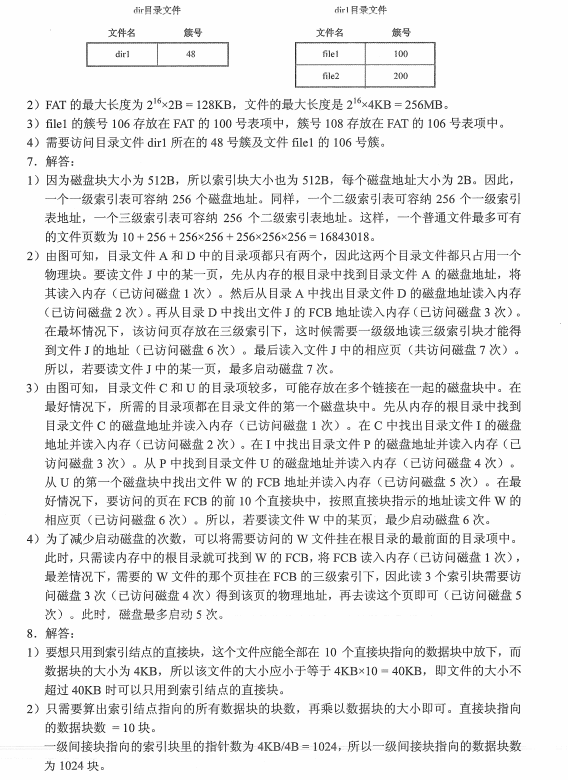 dir目录文件
dir1目录文件
文件名 簇号
文件名 簇号
dir1 48
file1 100
file2 200
2）FAT 的最大长度为 2¹⁶×2B = 128KB，文件的最大长度是 2¹⁶×4KB = 256MB。
3）file1 的簇号 106 存放在 FAT 的 100 号表项中，簇号 108 存放在 FAT 的 106 号表项中。
4）需要访问目录文件 dir1 所在的 48 号簇及文件 file1 的 106 号簇。
7．解答：
1）因为磁盘块大小为 512B，所以索引块大小也为 512B，每个磁盘地址大小为 2B。因此，
一个一级索引表可容纳 256 个磁盘地址。同样，一个二级索引表可容纳 256 个一级索引
表地址，一个三级索引表可容纳 256 个二级索引表地址。这样，一个普通文件最多可有
的文件页数为 10 + 256 + 256×256 + 256×256×256 = 16843018。
2）由图可知，目录文件 A 和 D 中的目录项都只有两个，因此这两个目录文件都只占用一个
物理块。要读文件 J 中的某一页，先从内存的根目录中找到目录文件 A 的磁盘地址，将
其读入内存（已访问磁盘 1 次）。然后从目录 A 中找出目录文件 D 的磁盘地址读入内存
（已访问磁盘 2 次）。再从目录 D 中找出文件 J 的 FCB 地址读入内存（已访问磁盘 3 次）。
在最坏情况下，该访问页存放在三级索引下，这时候需要一级级地读三级索引块才能得
到文件 J 的地址（已访问磁盘 6 次）。最后读入文件 J 中的相应页（共访问磁盘 7 次）。
所以，若要读文件 J 中的某一页，最多启动磁盘 7 次。
3）由图可知，目录文件 C 和 U 的目录项较多，可能存放在多个链接在一起的磁盘块中。在
最好情况下，所需的目录项都在目录文件的第一个磁盘块中。先从内存的根目录中找到
目录文件 C 的磁盘地址并读入内存（已访问磁盘 1 次）。在 C 中找出目录文件 I 的磁盘
地址并读入内存（已访问磁盘 2 次）。在 I 中找出目录文件 P 的磁盘地址并读入内存（已
访问磁盘 3 次）。从 P 中找到目录文件 U 的磁盘地址并读入内存（已访问磁盘 4 次）。
从 U 的第一个磁盘块中找出文件 W 的 FCB 地址并读入内存（已访问磁盘 5 次）。在最
好情况下，要访问的页在 FCB 的前 10 个直接块中，按照直接块指示的地址读文件 W 的
相应页（已访问磁盘 6 次）。所以，若要读文件 W 中的某页，最少启动磁盘 6 次。
4）为了减少启动磁盘的次数，可以将需要访问的 W 文件挂在根目录的最前面的目录项中。
此时，只需读内存中的根目录就可找到 W 的 FCB，将 FCB 读入内存（已访问磁盘 1 次），
最差情况下，需要的 W 文件的那个页挂在 FCB 的三级索引下，因此读 3 个索引块需要访
问磁盘 3 次（已访问磁盘 4 次）得到该页的物理地址，再去读这个页即可（已访问磁盘 5
次）。此时，磁盘最多启动 5 次。
8．解答：
1）要想只用到索引结点的直接块，这个文件应能全部在 10 个直接块指向的数据块中放下，而
数据块的大小为 4KB，所以该文件的大小应小于等于 4KB×10 = 40KB，即文件的大小不
超过 40KB 时可以只用到索引结点的直接块。
2）只需要算出索引结点指向的所有数据块的块数，再乘以数据块的大小即可。直接块指向
的数据块数 = 10 块。
一级间接块指向的索引块里的指针数为 4KB/4B = 1024，所以一级间接块指向的数据块数
为 1024 块。